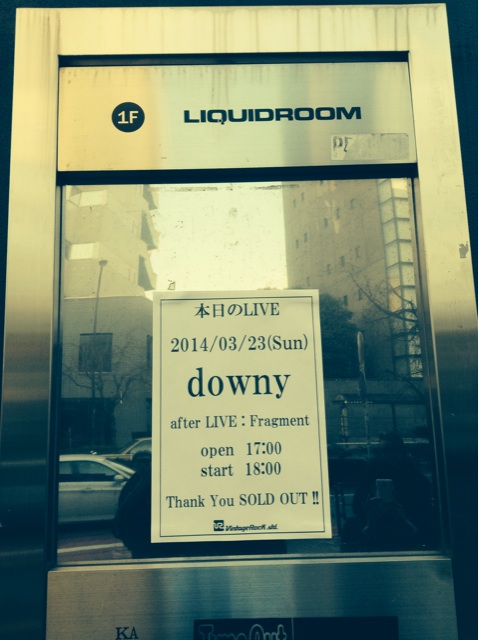 1F
LIQUIDROOM
本日のLIVE
2014/03/23(Sun)
downy
after LIVE：Fragment
open 17:00
start 18:00
Thank You SOLD OUT !!
VintageRock std.
KA
TimeOut